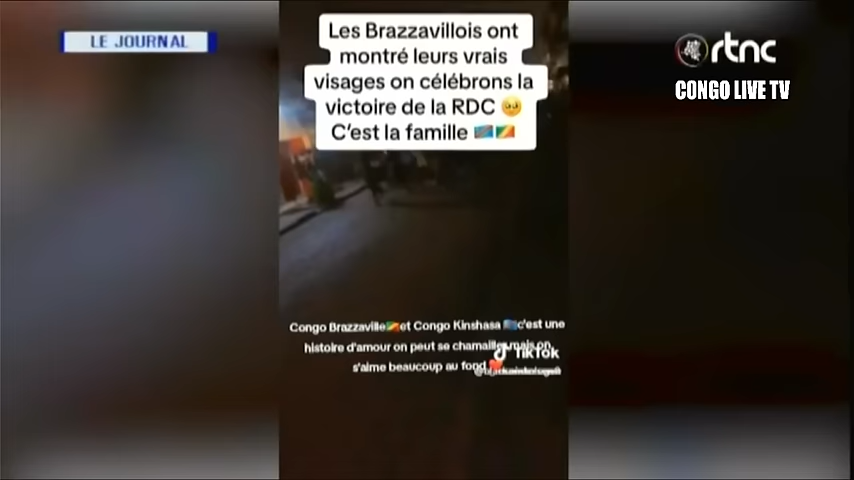 LE JOURNAL
rtnc
CONGO LIVE TV
Les Brazzavillois ont
montré leurs vrais
visages on célébrons la
victoire de la RDC 🥺
C'est la famille 🇨🇩🇨🇬
Congo Brazzaville🇨🇬et Congo Kinshasa 🇨🇩c'est une
histoire d'amour on peut se chamailler mais on
s'aime beaucoup au fond ❤️
TikTok